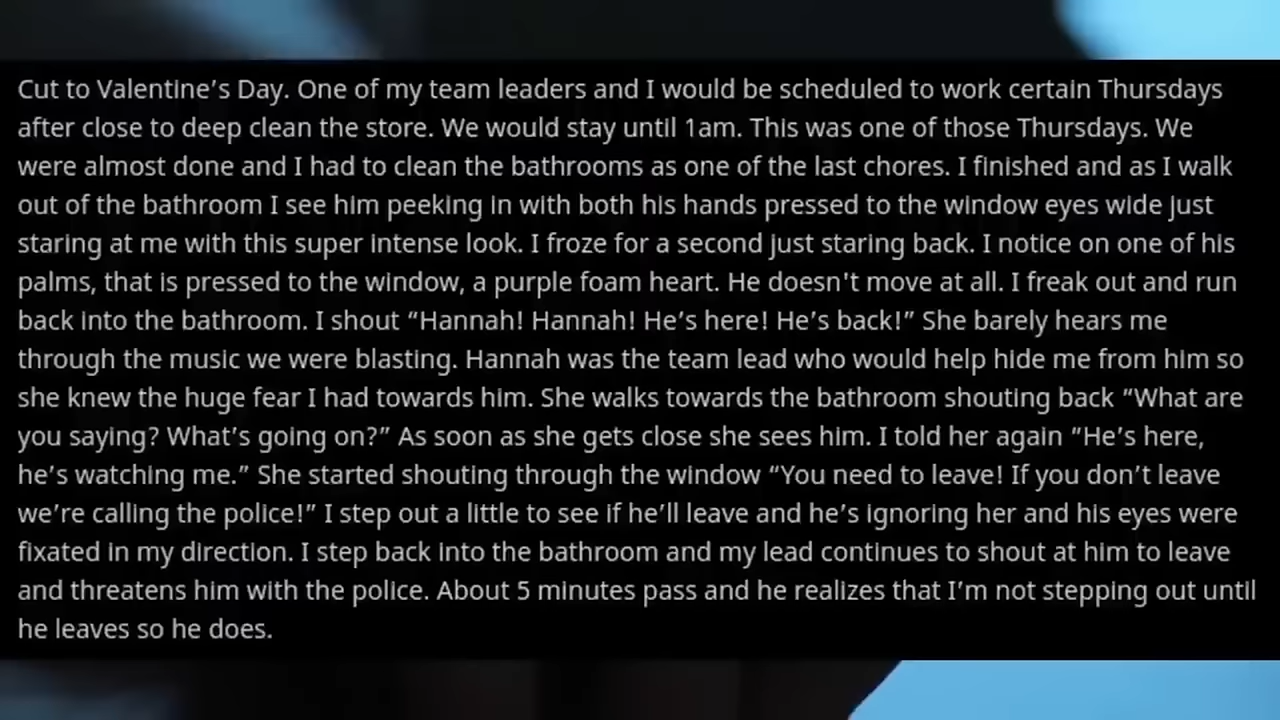 Cut to Valentine’s Day. One of my team leaders and I would be scheduled to work certain Thursdays
after close to deep clean the store. We would stay until 1am. This was one of those Thursdays. We
were almost done and I had to clean the bathrooms as one of the last chores. I finished and as I walk
out of the bathroom I see him peeking in with both his hands pressed to the window eyes wide just
staring at me with this super intense look. I froze for a second just staring back. I notice on one of his
palms, that is pressed to the window, a purple foam heart. He doesn't move at all. I freak out and run
back into the bathroom. I shout “Hannah! Hannah! He’s here! He’s back!” She barely hears me
through the music we were blasting. Hannah was the team lead who would help hide me from him so
she knew the huge fear I had towards him. She walks towards the bathroom shouting back “What are
you saying? What’s going on?” As soon as she gets close she sees him. I told her again “He’s here,
he’s watching me.” She started shouting through the window “You need to leave! If you don’t leave
we’re calling the police!” I step out a little to see if he’ll leave and he’s ignoring her and his eyes were
fixated in my direction. I step back into the bathroom and my lead continues to shout at him to leave
and threatens him with the police. About 5 minutes pass and he realizes that I’m not stepping out until
he leaves so he does.